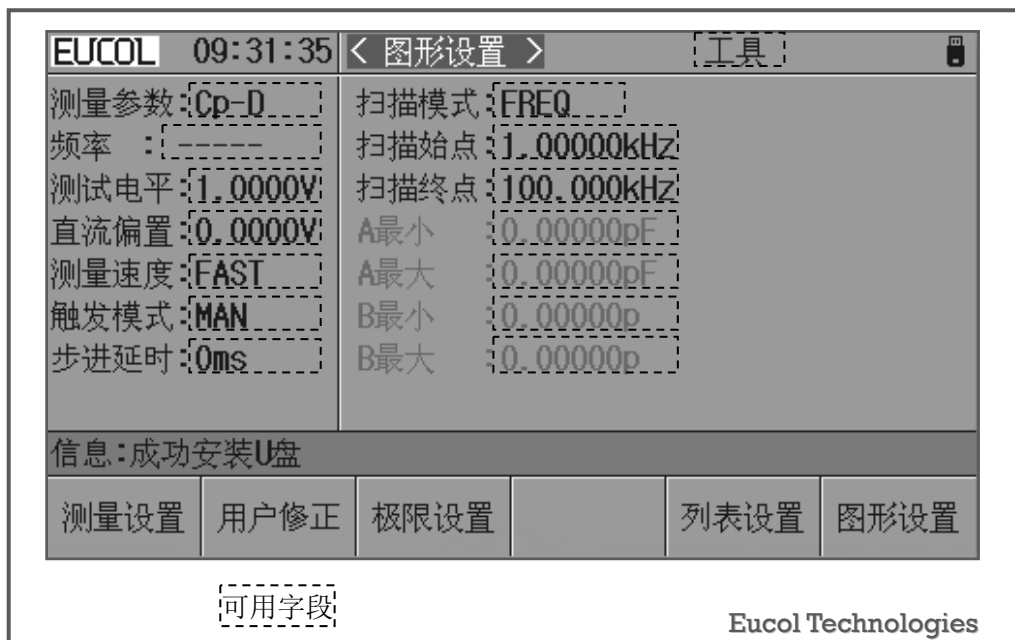 EUCOL 09:31:35 < 图形设置 > 工具
测量参数:Cp-D 扫描模式:FREQ
频率 :----- 扫描始点:1.00000kHz
测试电平:1.0000V 扫描终点:100.000kHz
直流偏置:0.0000V A最小 :0.00000pF
测量速度:FAST A最大 :0.00000pF
触发模式:MAN B最小 :0.00000p
步进延时:0ms B最大 :0.00000p
信息:成功安装U盘
测量设置 用户修正 极限设置 列表设置 图形设置
可用字段
Eucol Technologies